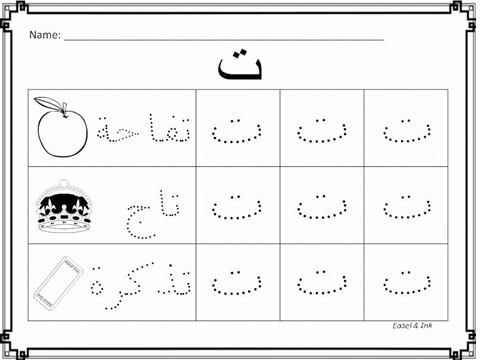 Name:
ت
تفاحة ت ت ت
تاج ت ت ت
تذكرة ت ت ت
Easel & Ink